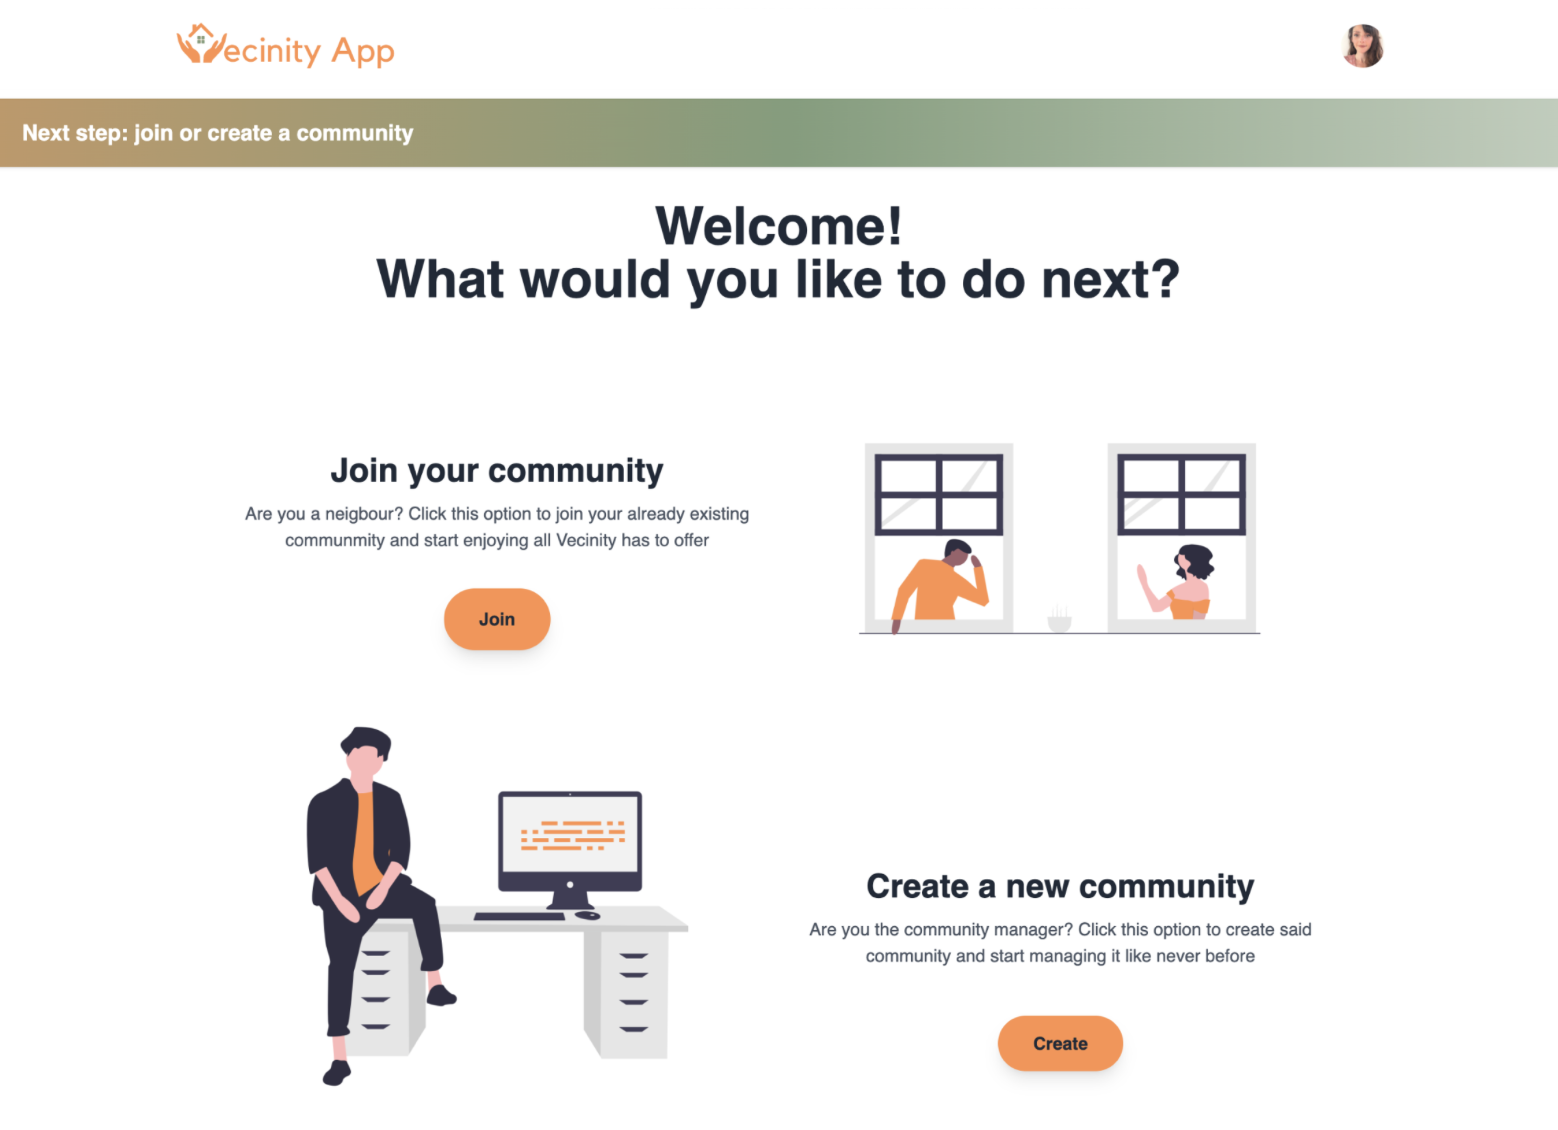 Vecinity App
Next step: join or create a community
Welcome!
What would you like to do next?
Join your community
Are you a neigbour? Click this option to join your already existing
communmity and start enjoying all Vecinity has to offer
Join
Create a new community
Are you the community manager? Click this option to create said
community and start managing it like never before
Create